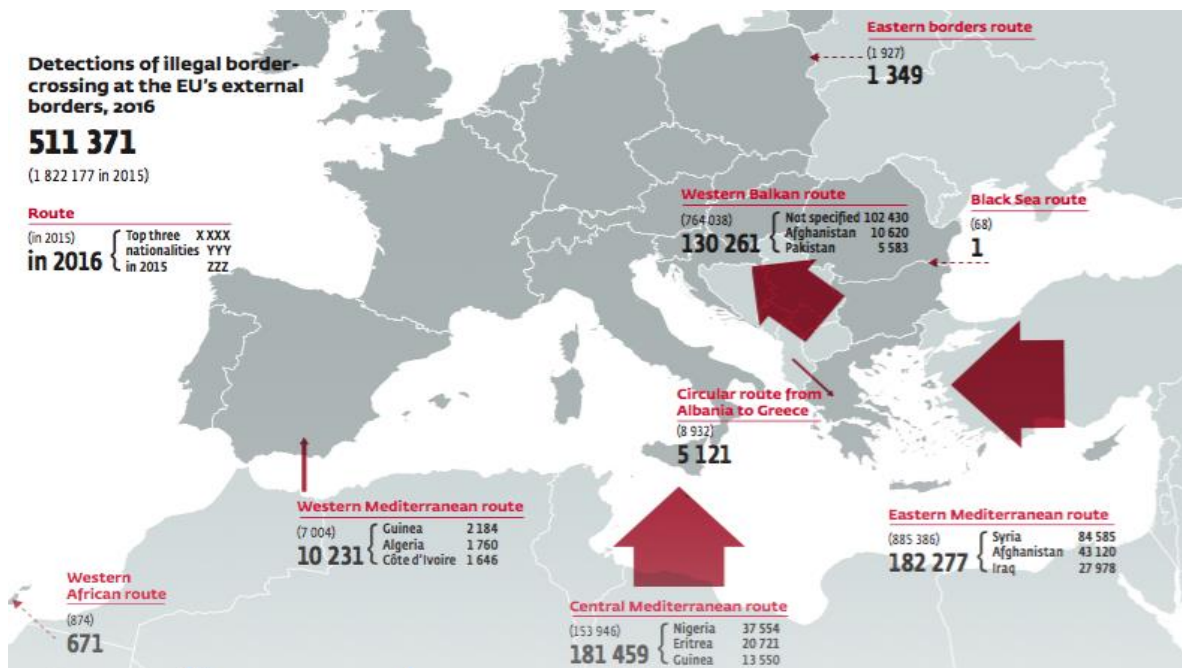 Detections of illegal border-
crossing at the EU's external
borders, 2016
511 371
(1 822 177 in 2015)
Route
(in 2015)
in 2016
Top three XXXX
nationalities YYY
in 2015 ZZZ
Eastern borders route
(1 927)
1 349
Western Balkan route
(764 038)
130 261
Not specified 102 430
Afghanistan 10 620
Pakistan 5 583
Black Sea route
(68)
1
Circular route from
Albania to Greece
(8 932)
5 121
Western Mediterranean route
(7 004)
10 231
Guinea 2 184
Algeria 1 760
Côte d'Ivoire 1 646
Eastern Mediterranean route
(885 386)
182 277
Syria 84 585
Afghanistan 43 120
Iraq 27 978
Western
African route
(874)
671
Central Mediterranean route
(153 946)
181 459
Nigeria 37 554
Eritrea 20 721
Guinea 13 550